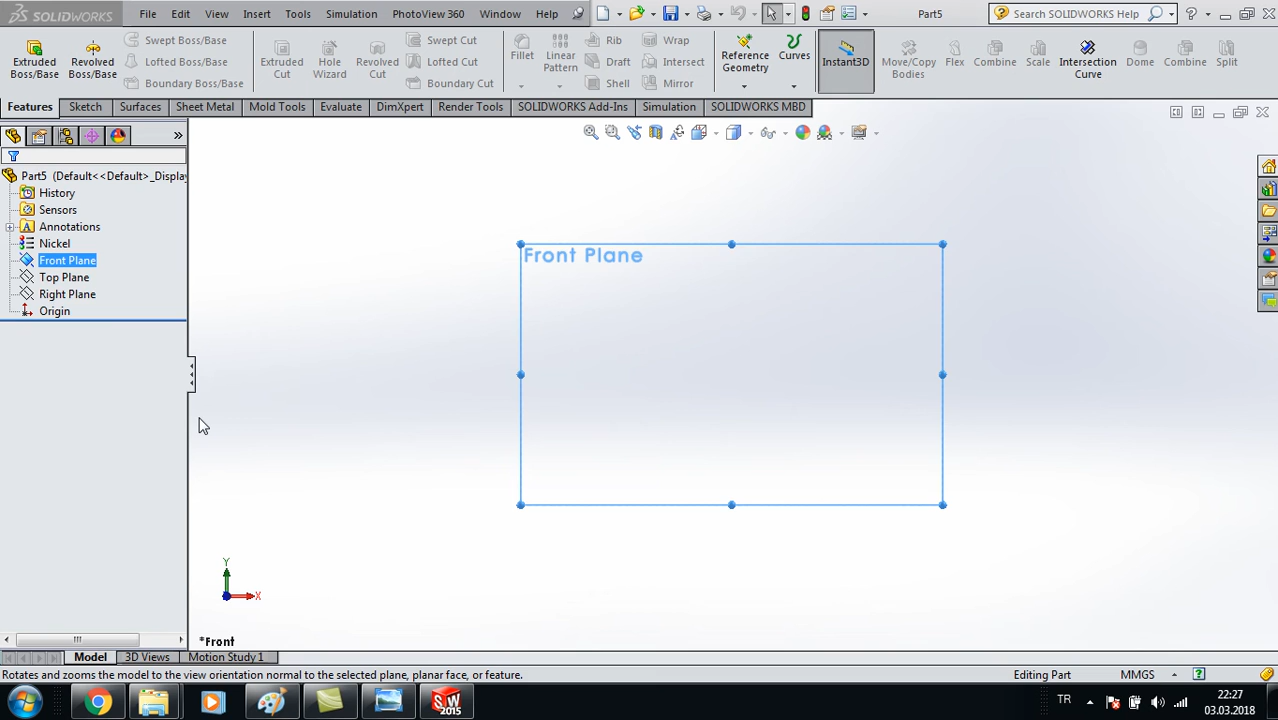 SOLIDWORKS File Edit View Insert Tools Simulation PhotoView 360 Window Help Part5 Search SOLIDWORKS Help
Extruded Boss/Base
Revolved Boss/Base
Swept Boss/Base
Lofted Boss/Base
Boundary Boss/Base
Extruded Cut
Hole Wizard
Revolved Cut
Swept Cut
Lofted Cut
Boundary Cut
Fillet
Linear Pattern
Rib
Draft
Shell
Wrap
Intersect
Mirror
Reference Geometry
Curves
Instant3D
Move/Copy Bodies
Flex
Combine
Scale
Intersection Curve
Dome
Combine
Split
Features Sketch Surfaces Sheet Metal Mold Tools Evaluate DimXpert Render Tools SOLIDWORKS Add-Ins Simulation SOLIDWORKS MBD
Part5 (Default<<Default>_Display
History
Sensors
Annotations
Nickel
Front Plane
Top Plane
Right Plane
Origin
Front Plane
Y
X
*Front
Model 3D Views Motion Study 1
Rotates and zooms the model to the view orientation normal to the selected plane, planar face, or feature. Editing Part MMGS
SW 2015
TR
22:27
03.03.2018